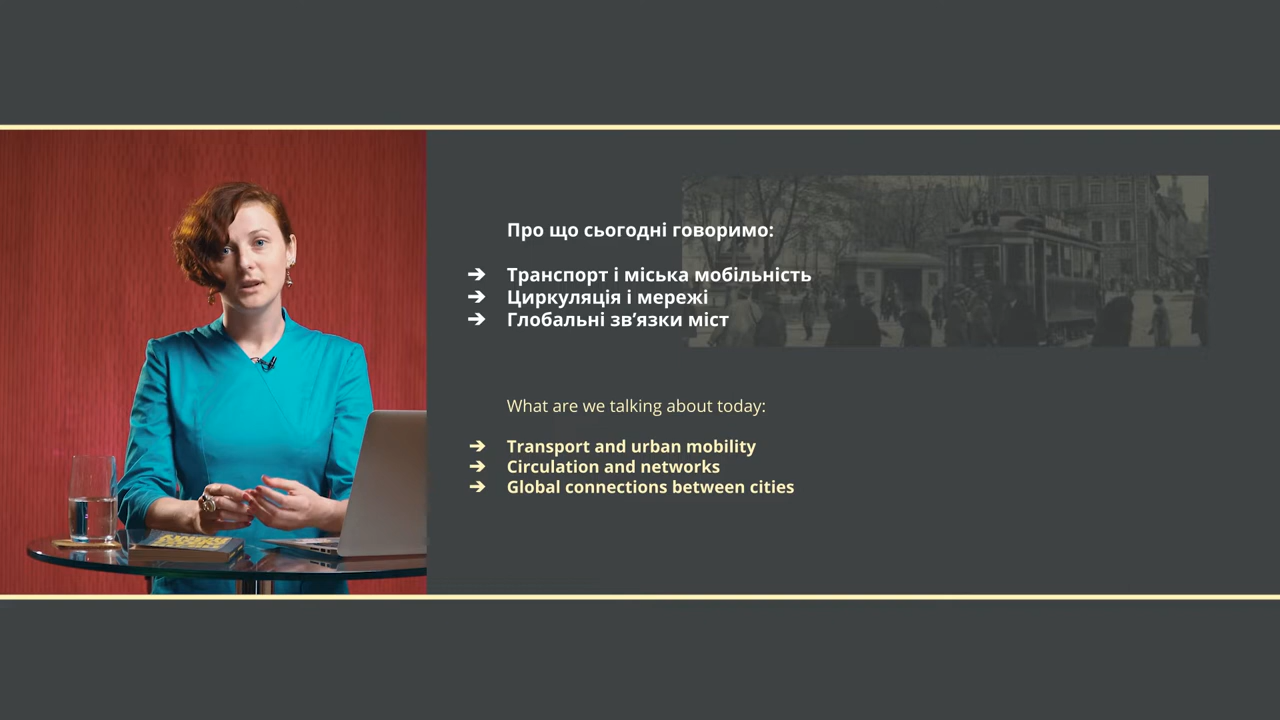 Про що сьогодні говоримо:
➔ Транспорт і міська мобільність
➔ Циркуляція і мережі
➔ Глобальні зв’язки міст
What are we talking about today:
➔ Transport and urban mobility
➔ Circulation and networks
➔ Global connections between cities